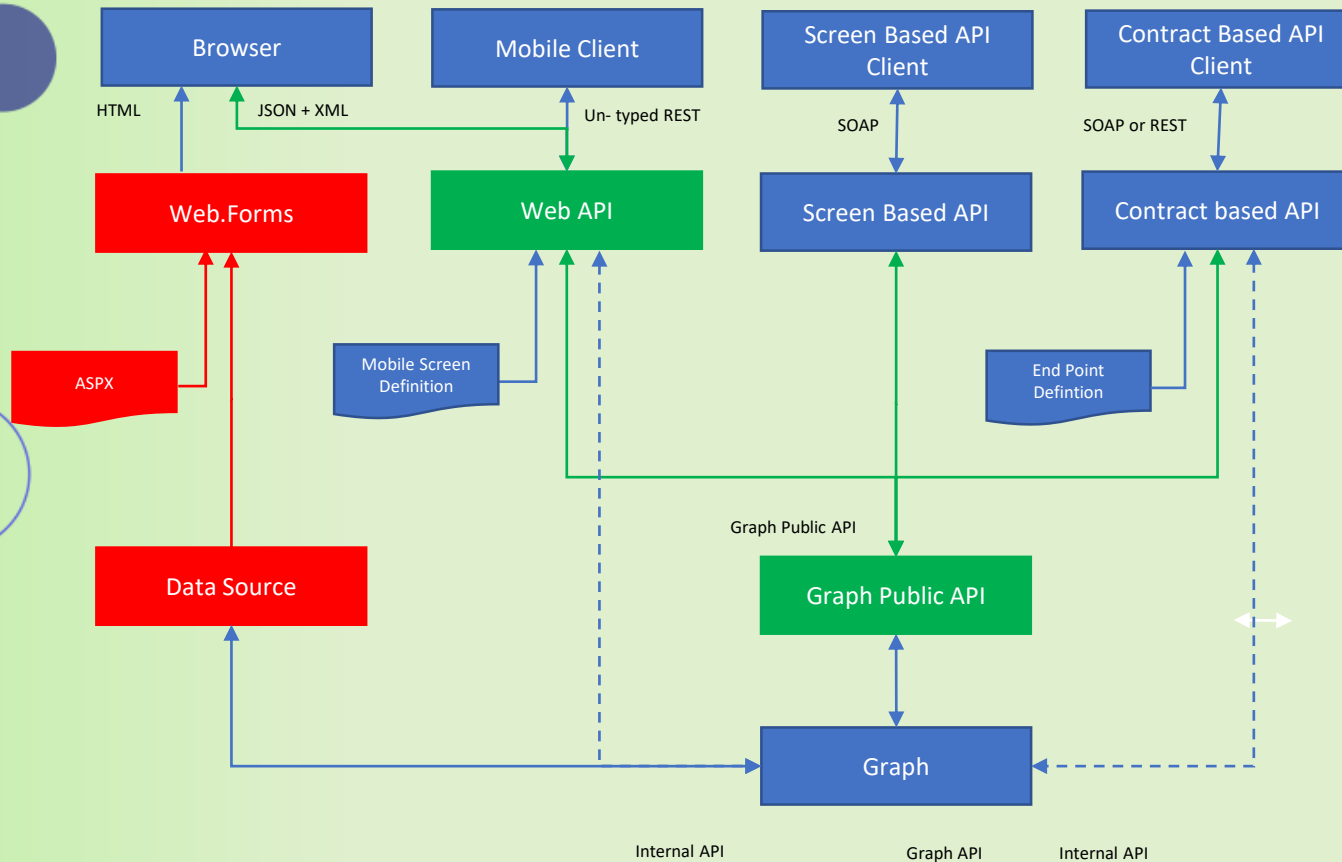 Browser
Mobile Client
Screen Based API
Client
Contract Based API
Client
HTML
JSON + XML
Un- typed REST
SOAP
SOAP or REST
Web.Forms
Web API
Screen Based API
Contract based API
ASPX
Mobile Screen
Definition
End Point
Defintion
Graph Public API
Data Source
Graph Public API
Graph
Internal API
Graph API
Internal API